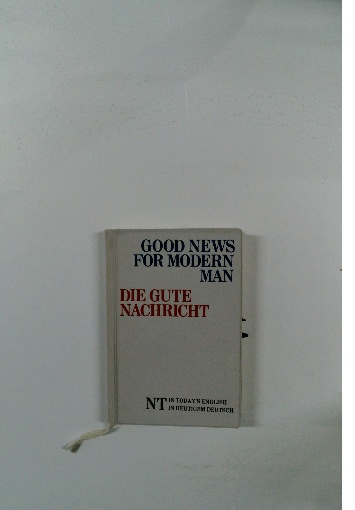 GOOD NEWS
FOR MODERN
MAN
DIE GUTE
NACHRICHT
NT IN TODAY'S ENGLISH
IN HEUTIGEM DEUTSCH